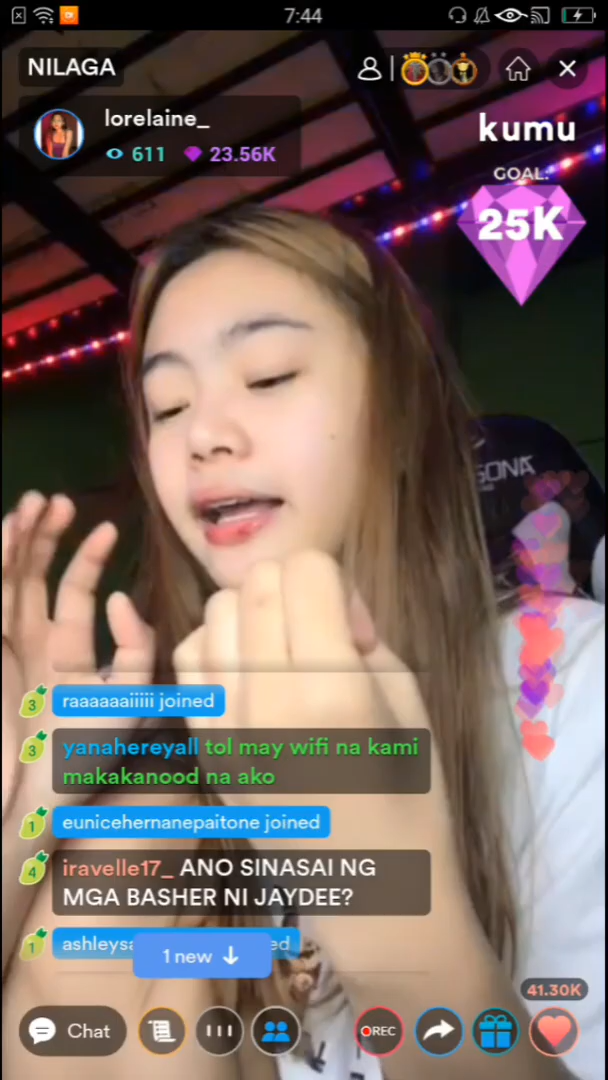 7:44
NILAGA
lorelaine_
611 23.56K
kumu
GOAL:
25K
3 raaaaaaiiiii joined
3 yanahereyall tol may wifi na kami
makakanood na ako
1 eunicehernanepaitone joined
4 iravelle17_ ANO SINASAI NG
MGA BASHER NI JAYDEE?
1 ashleysa
1 new ↓
41.30K
Chat
REC